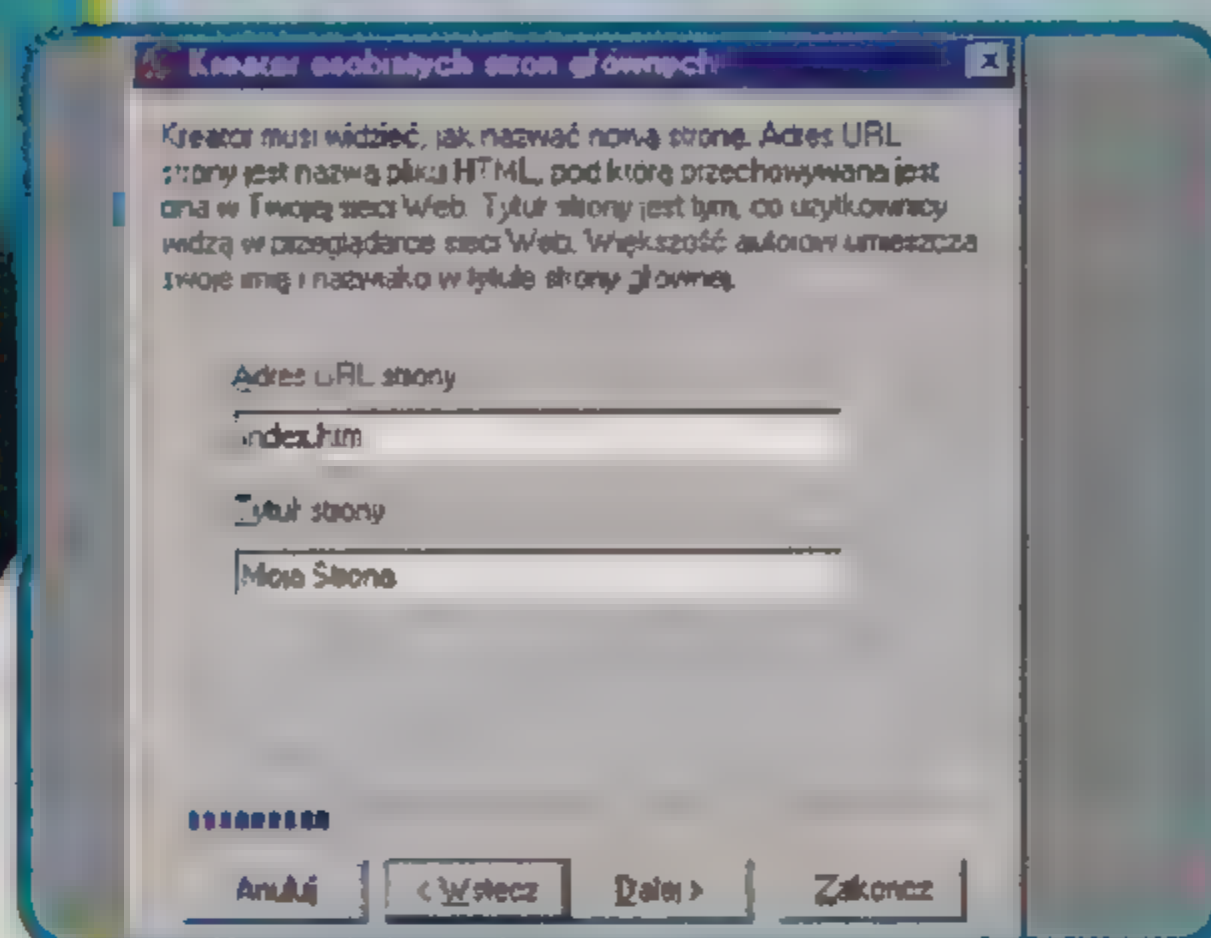 Kreator osobistych stron głównych
Kreator musi widzieć, jak nazwać nową stronę. Adres URL
strony jest nazwą pliku HTML, pod którą przechowywana jest
ona w Twojej sieci Web. Tytuł strony jest tym, co użytkownicy
widzą w przeglądarce sieci Web. Większość autorów umieszcza
swoje imię i nazwisko w tytule strony głównej.
Adres URL strony
index.htm
Tytuł strony
Moja Strona
Anuluj
< Wstecz
Dalej >
Zakończ